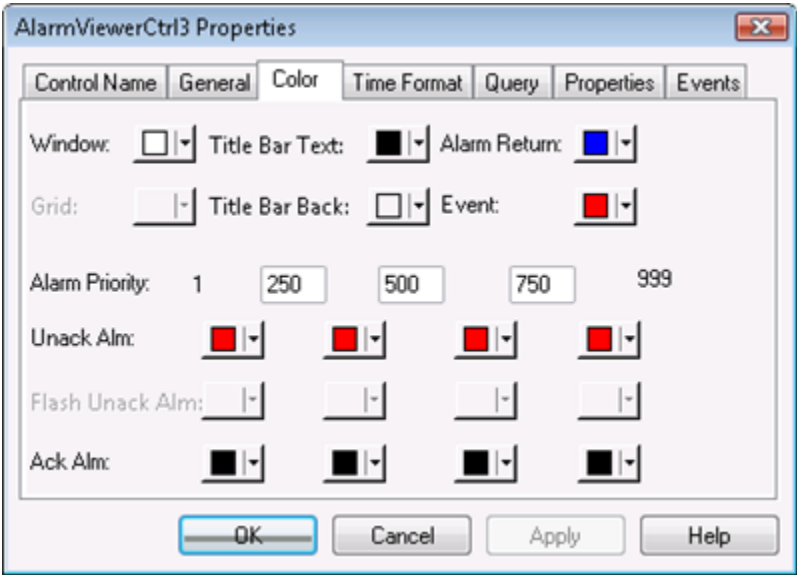 AlarmViewerCtrl3 Properties
Control Name General Color Time Format Query Properties Events
Window: Title Bar Text: Alarm Return:
Grid: Title Bar Back: Event:
Alarm Priority: 1 250 500 750 999
Unack Alm:
Flash Unack Alm:
Ack Alm:
OK Cancel Apply Help